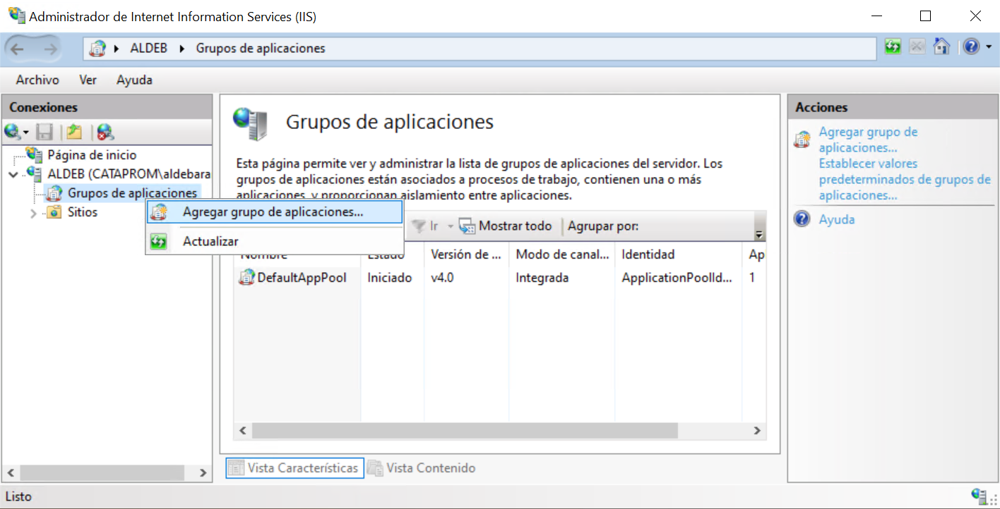 Administrador de Internet Information Services (IIS)
ALDEB
Grupos de aplicaciones
Archivo Ver Ayuda
Conexiones
Página de inicio
ALDEB (CATAPROM\aldebara
Grupos de aplicaciones
Sitios
Agregar grupo de aplicaciones...
Actualizar
Grupos de aplicaciones
Esta página permite ver y administrar la lista de grupos de aplicaciones del servidor. Los
grupos de aplicaciones están asociados a procesos de trabajo, contienen una o más
aplicaciones, y proporcionan aislamiento entre aplicaciones.
Ir Mostrar todo Agrupar por:
Nombre Estado Versión de ... Modo de canal... Identidad Ap
DefaultAppPool Iniciado v4.0 Integrada ApplicationPoolId... 1
Vista Características Vista Contenido
Acciones
Agregar grupo de
aplicaciones...
Establecer valores
predeterminados de grupos de
aplicaciones...
Ayuda
Listo